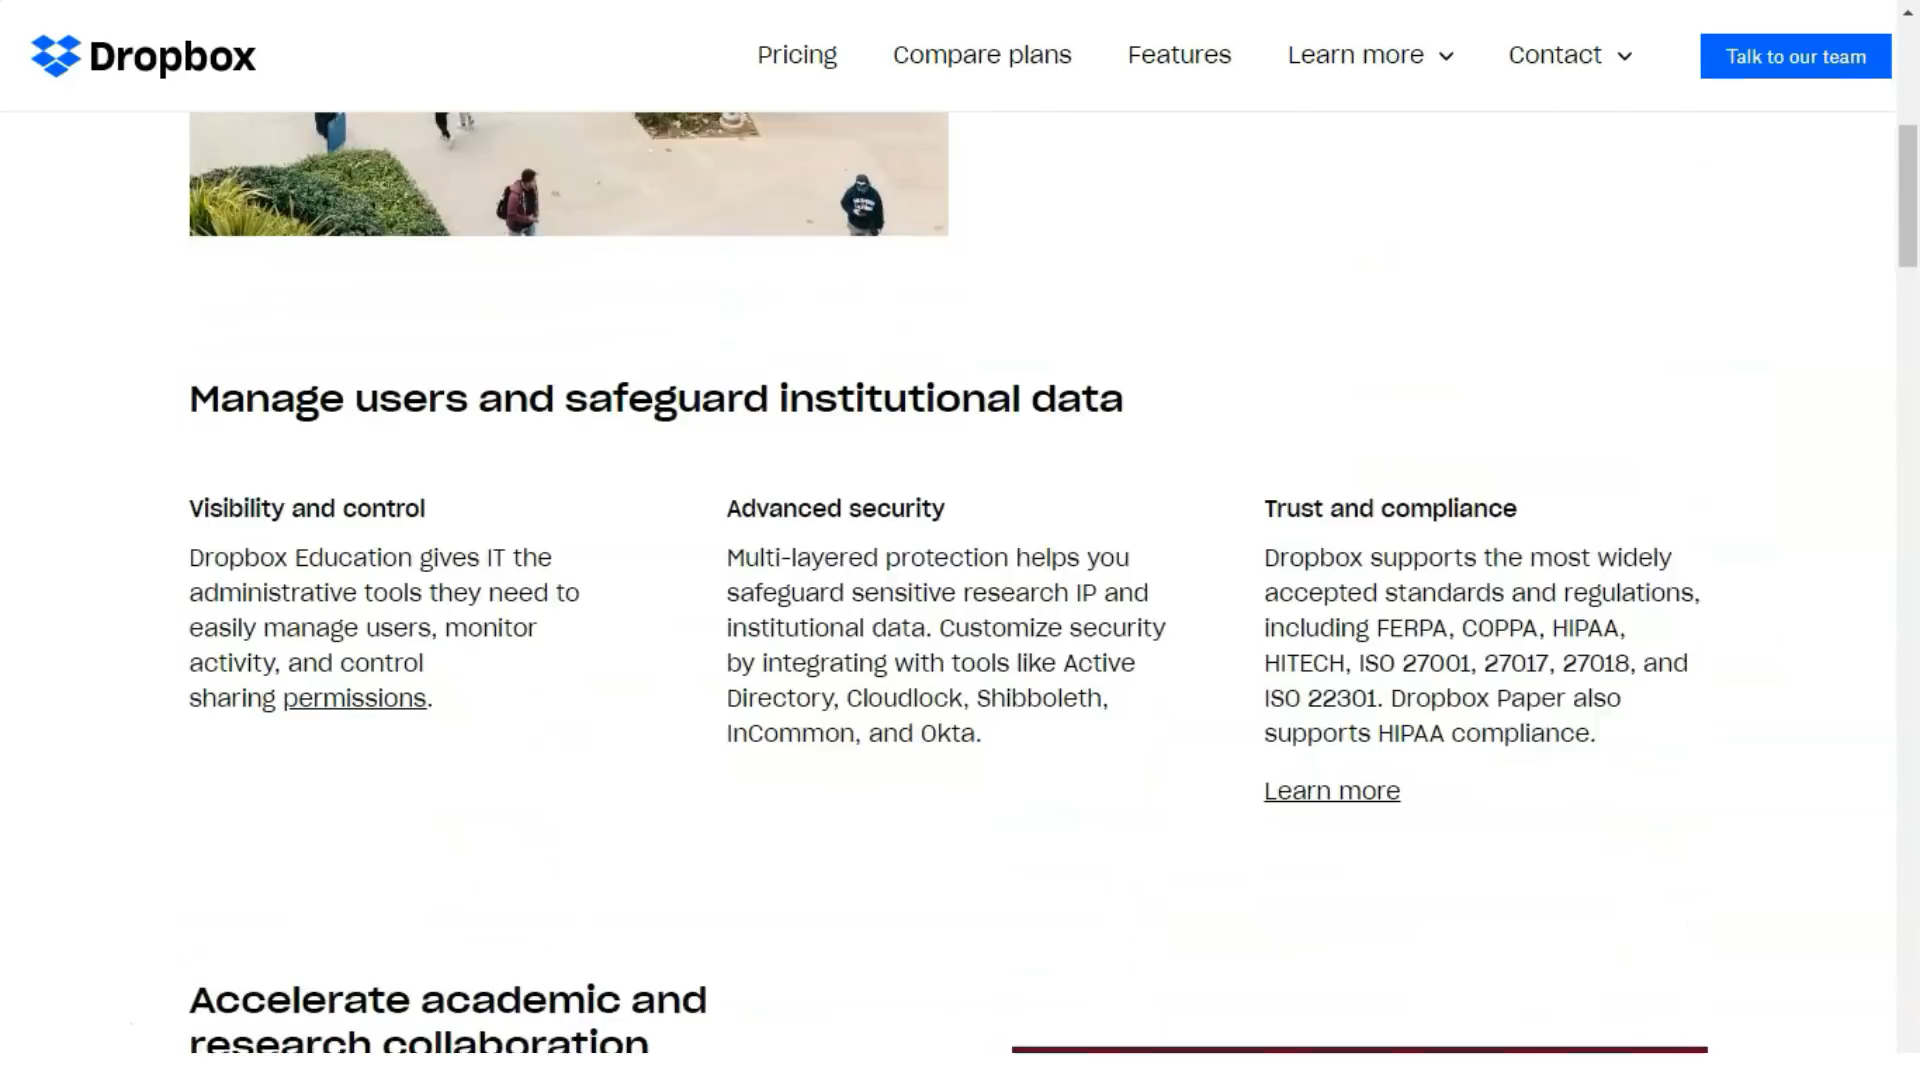 Dropbox
Pricing
Compare plans
Features
Learn more
Contact
Talk to our team
Manage users and safeguard institutional data
Visibility and control
Dropbox Education gives IT the
administrative tools they need to
easily manage users, monitor
activity, and control
sharing permissions.
Advanced security
Multi-layered protection helps you
safeguard sensitive research IP and
institutional data. Customize security
by integrating with tools like Active
Directory, Cloudlock, Shibboleth,
InCommon, and Okta.
Trust and compliance
Dropbox supports the most widely
accepted standards and regulations,
including FERPA, COPPA, HIPAA,
HITECH, ISO 27001, 27017, 27018, and
ISO 22301. Dropbox Paper also
supports HIPAA compliance.
Learn more
Accelerate academic and
research collaboration